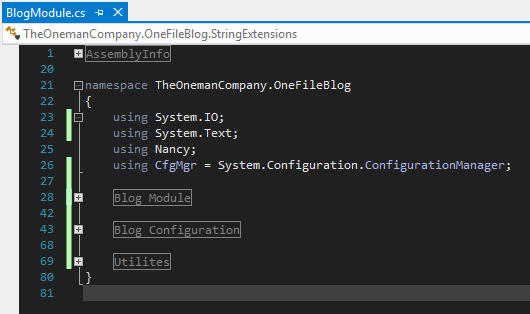 BlogModule.cs
TheOnemanCompany.OneFileBlog.StringExtensions
1 AssemblyInfo
20
21 namespace TheOnemanCompany.OneFileBlog
22 {
23 using System.IO;
24 using System.Text;
25 using Nancy;
26 using CfgMgr = System.Configuration.ConfigurationManager;
27
28 Blog Module
42
43 Blog Configuration
68
69 Utilites
80 }
81